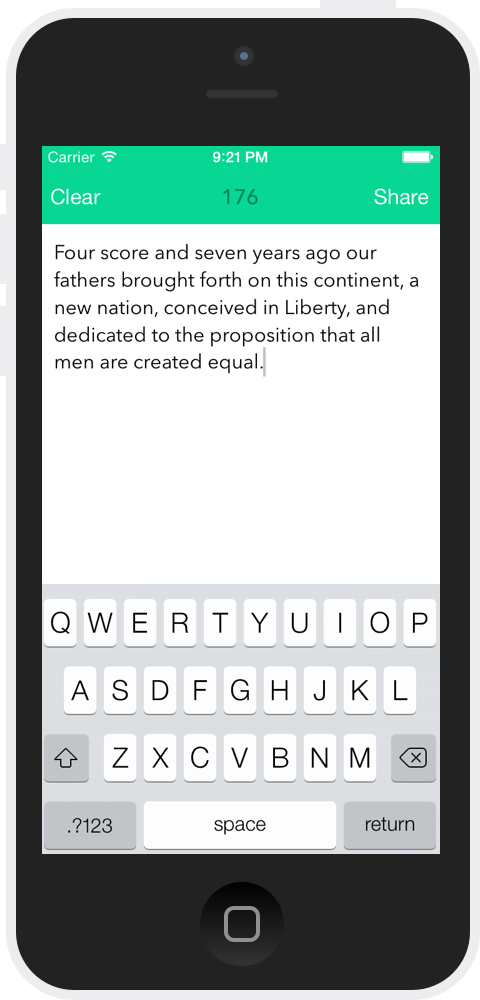 Carrier 9:21 PM
Clear 176 Share
Four score and seven years ago our
fathers brought forth on this continent, a
new nation, conceived in Liberty, and
dedicated to the proposition that all
men are created equal.
Q W E R T Y U I O P
A S D F G H J K L
Z X C V B N M
.?123 space return